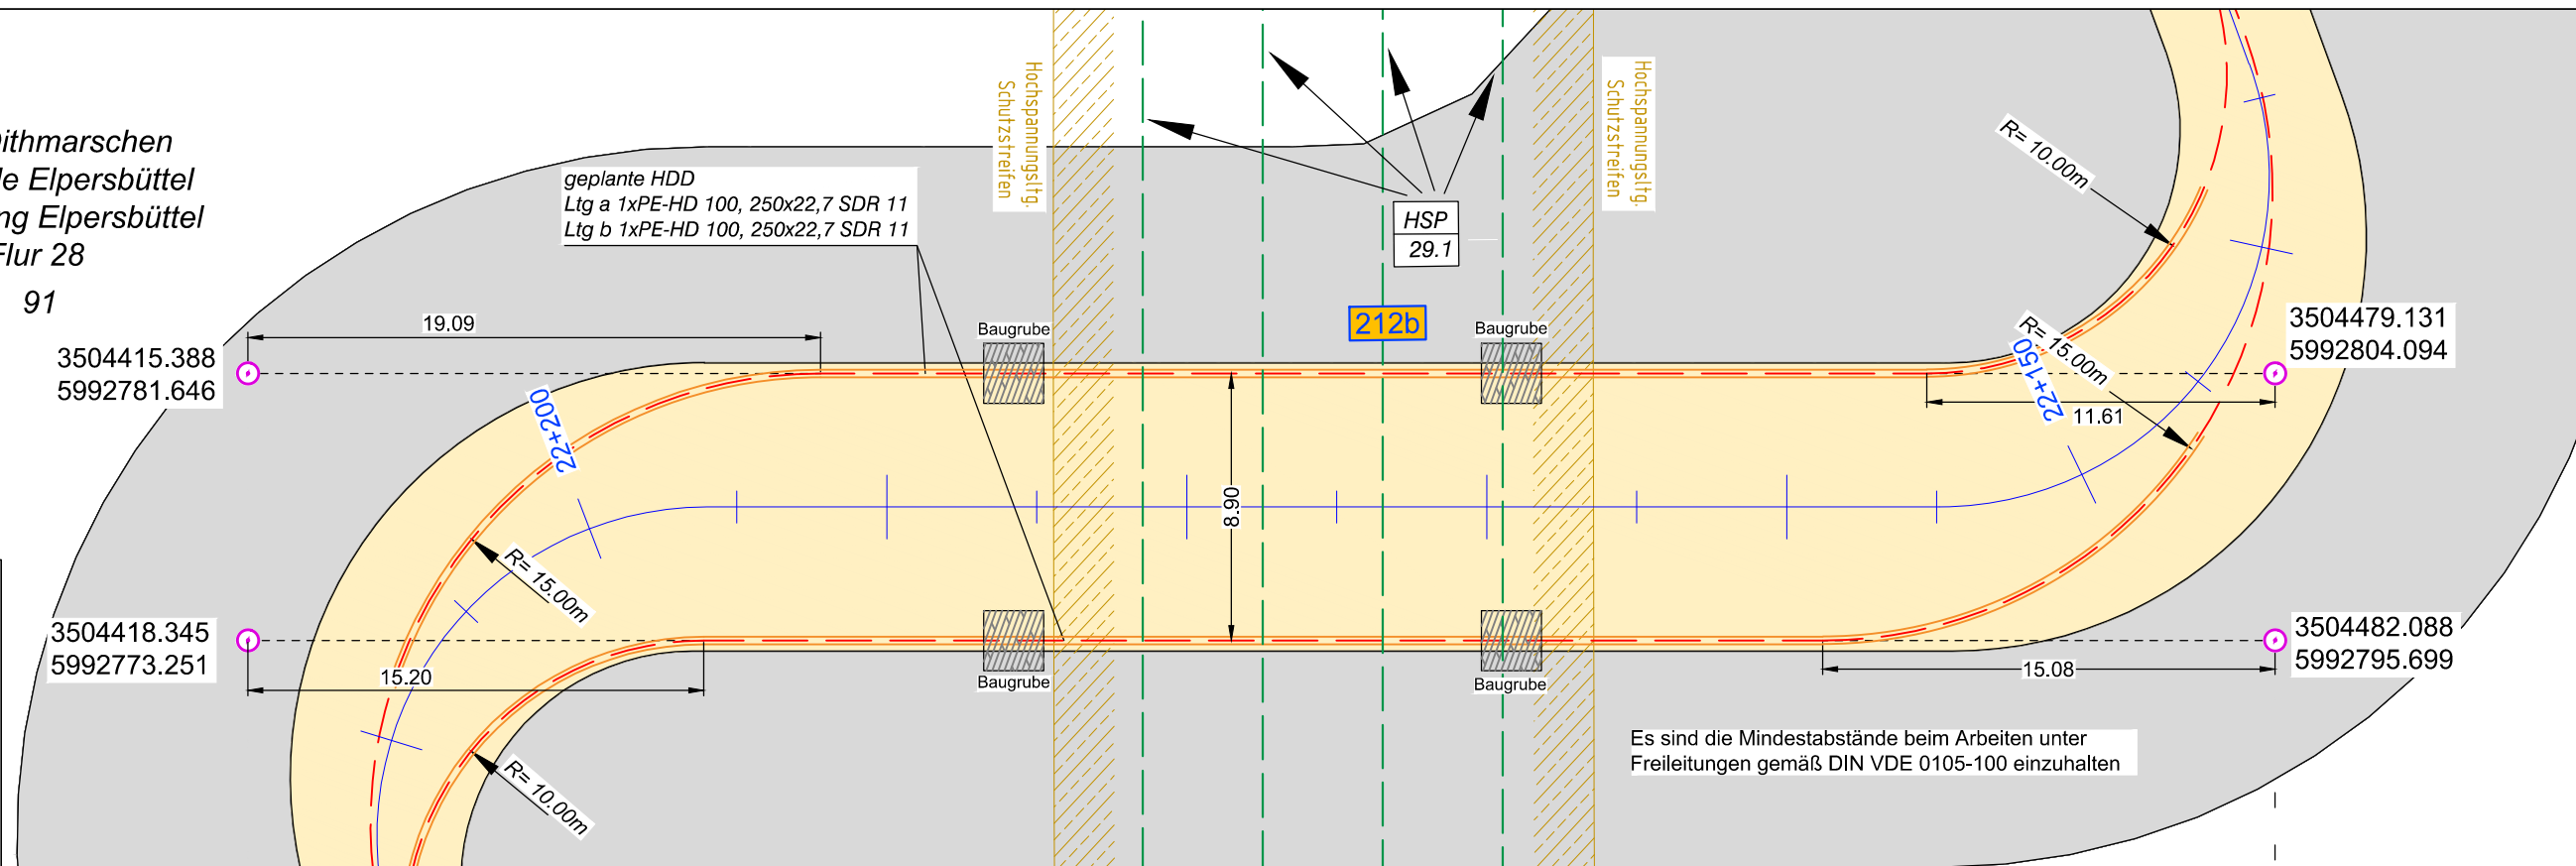 Dithmarschen
Elpersbüttel
Elpersbüttel
Flur 28
91
geplante HDD
Ltg a 1xPE-HD 100, 250x22,7 SDR 11
Ltg b 1xPE-HD 100, 250x22,7 SDR 11
Hochspannungsltg.
Schutzstreifen
HSP
29.1
Hochspannungsltg.
Schutzstreifen
R= 10.00m
19.09
3504415.388
5992781.646
Baugrube
212b
Baugrube
R= 15.00m
22+150
3504479.131
5992804.094
11.61
22+200
8.90
R= 15.00m
3504418.345
5992773.251
15.20
Baugrube
Baugrube
15.08
3504482.088
5992795.699
R= 10.00m
Es sind die Mindestabstände beim Arbeiten unter
Freileitungen gemäß DIN VDE 0105-100 einzuhalten